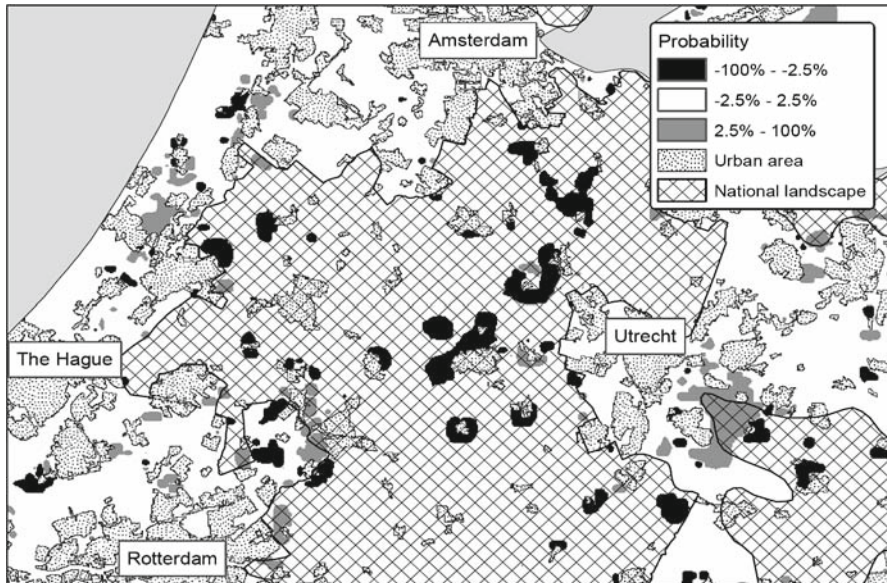 Amsterdam
Probability
-100% - -2.5%
-2.5% - 2.5%
2.5% - 100%
Urban area
National landscape
Utrecht
The Hague
Rotterdam